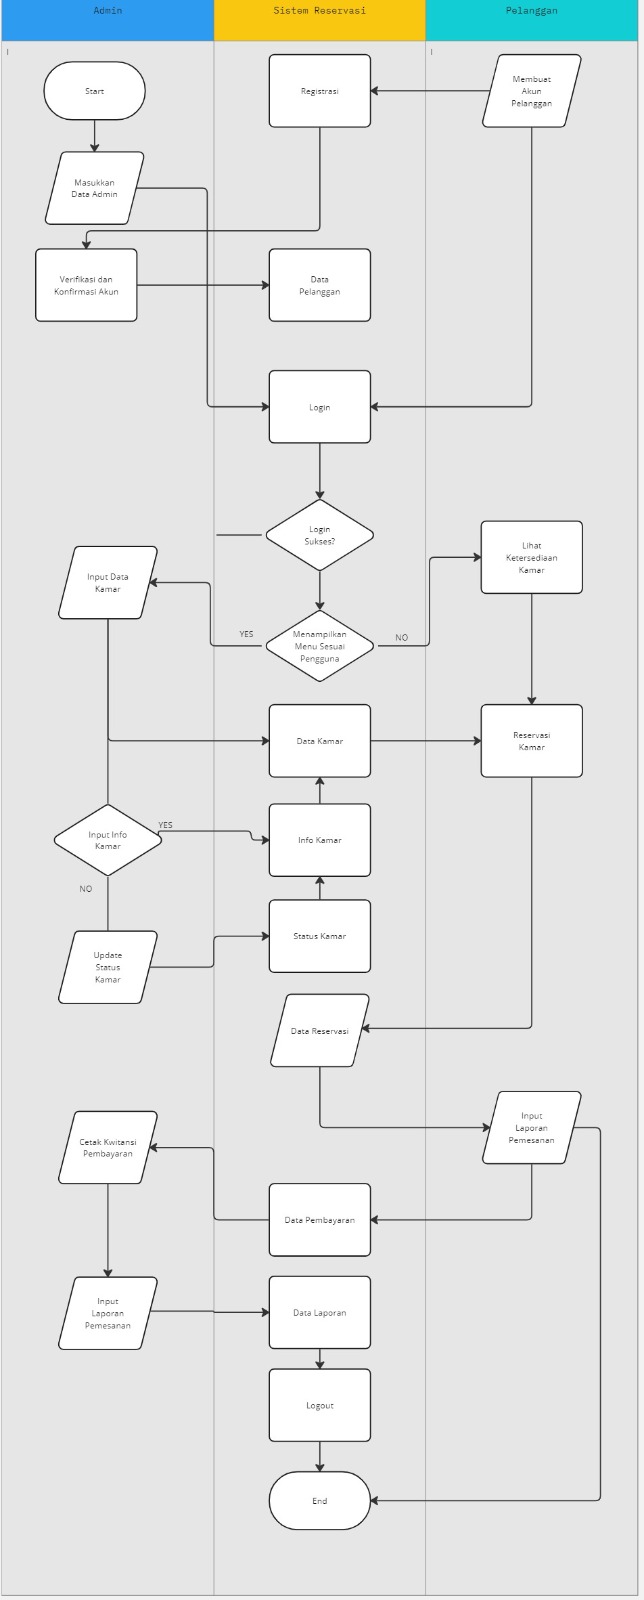 Admin
Sistem Reservasi
Pelanggan
Start
Registrasi
Membuat
Akun
Pelanggan
Masukkan
Data Admin
Verifikasi dan
Konfirmasi Akun
Data
Pelanggan
Login
Login
Sukses?
Lihat
Ketersediaan
Kamar
Input Data
Kamar
YES
Menampilkan
Menu Sesuai
Pengguna
NO
Data Kamar
Reservasi
Kamar
Input Info
Kamar
YES
Info Kamar
NO
Update
Status
Kamar
Status Kamar
Data Reservasi
Input
Laporan
Pemesanan
Cetak Kwitansi
Pembayaran
Data Pembayaran
Input
Laporan
Pemesanan
Data Laporan
Logout
End